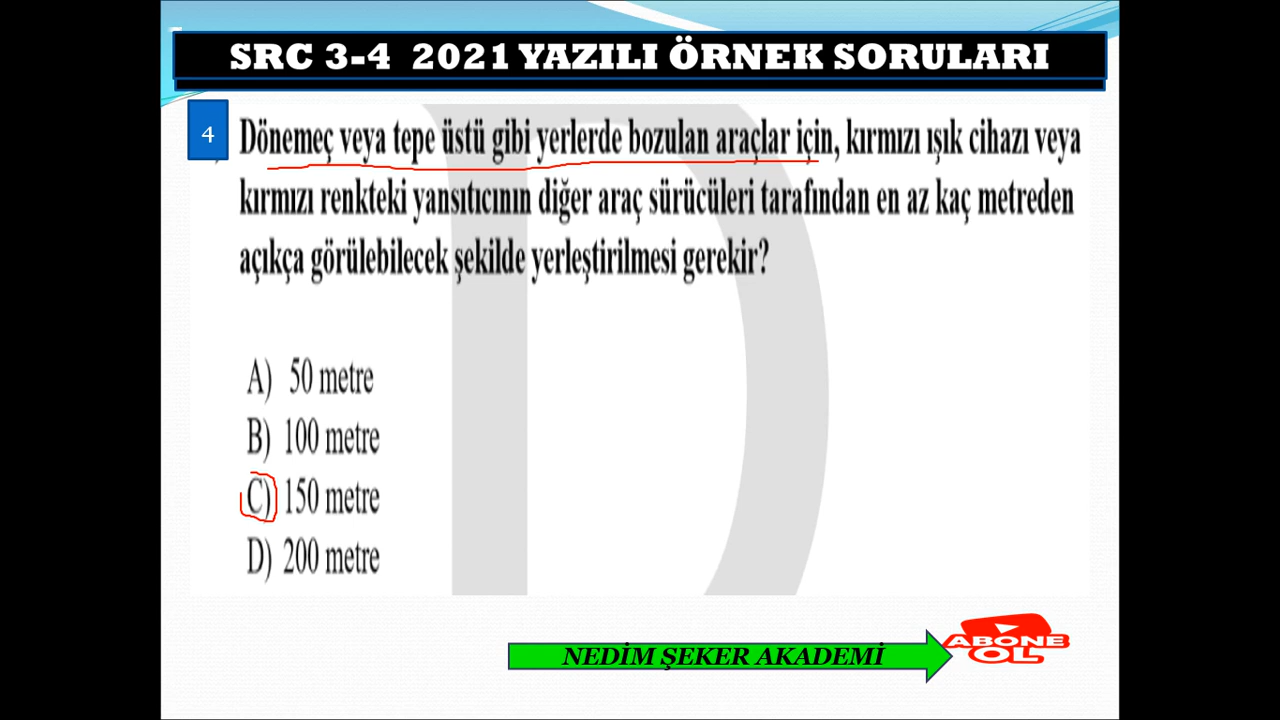 SRC 3-4 2021 YAZILI ÖRNEK SORULARI
4
Dönemeç veya tepe üstü gibi yerlerde bozulan araçlar için, kırmızı ışık cihazı veya
kırmızı renkteki yansıtıcının diğer araç sürücüleri tarafından en az kaç metreden
açıkça görülebilecek şekilde yerleştirilmesi gerekir?
A) 50 metre
B) 100 metre
C) 150 metre
D) 200 metre
NEDİM ŞEKER AKADEMİ
ABONE
OL